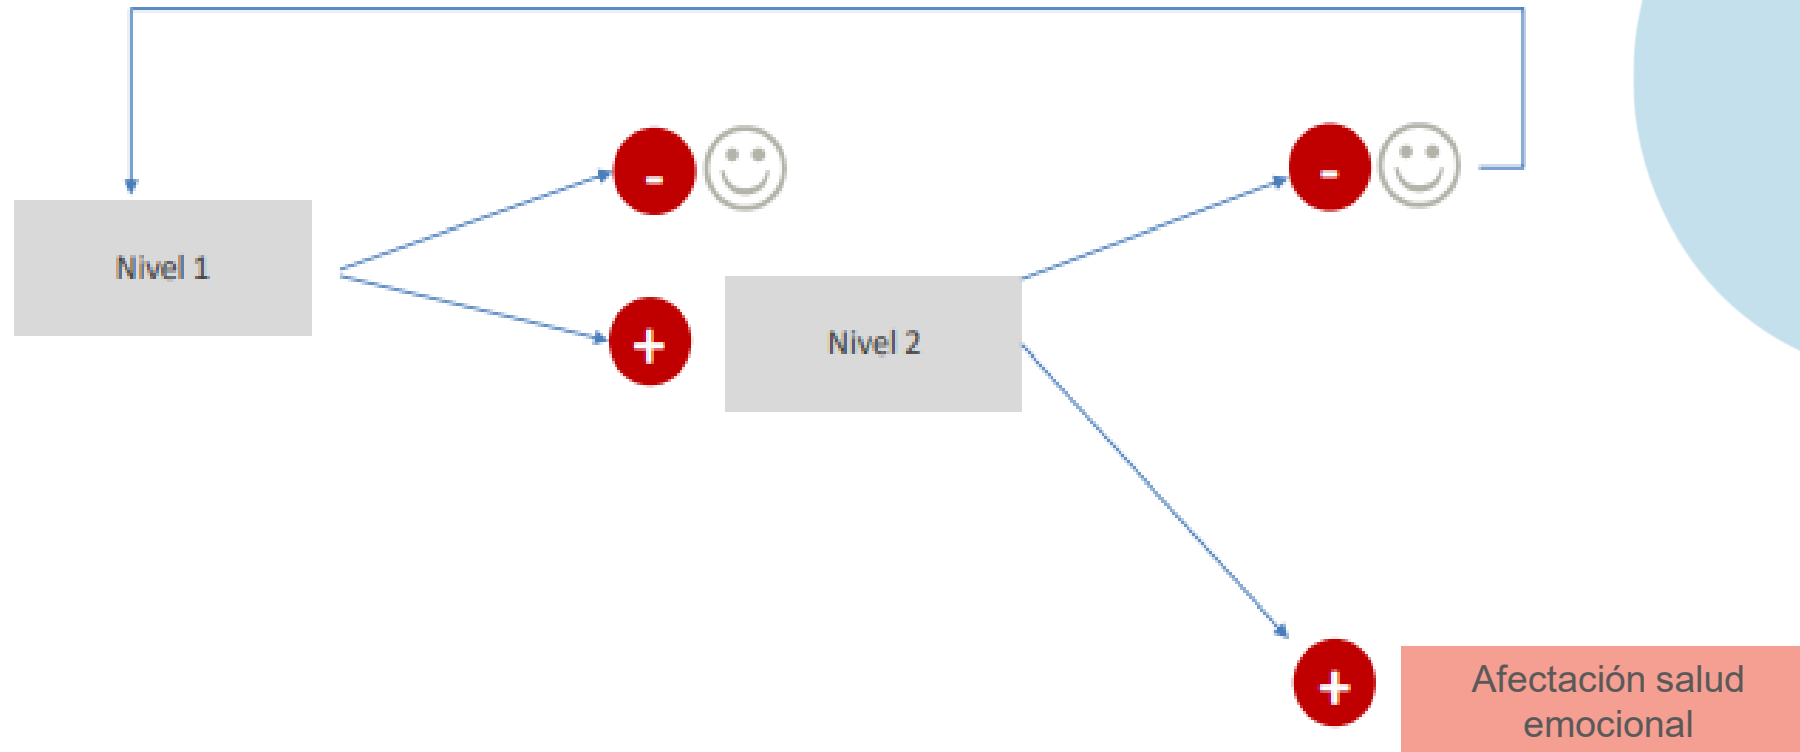 -
-
Nivel 1
+
Nivel 2
+
Afectación salud
emocional